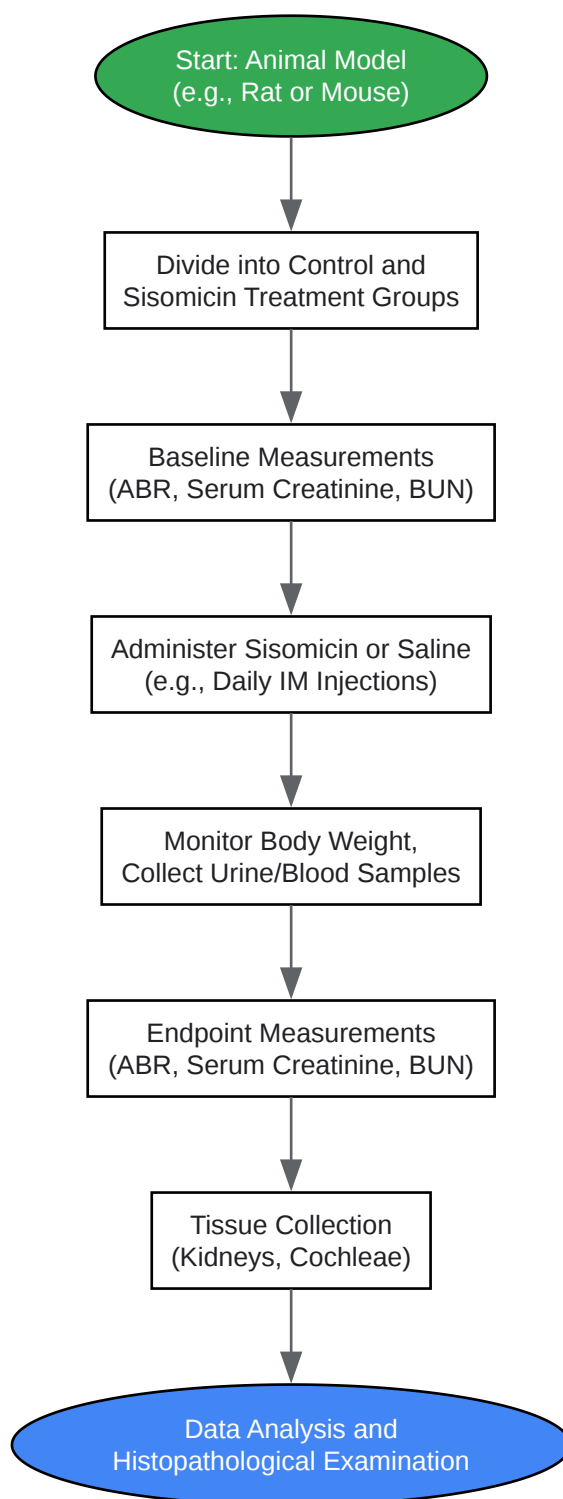 Start: Animal Model
(e.g., Rat or Mouse)
Divide into Control and
Sisomicin Treatment Groups
Baseline Measurements
(ABR, Serum Creatinine, BUN)
Administer Sisomicin or Saline
(e.g., Daily IM Injections)
Monitor Body Weight,
Collect Urine/Blood Samples
Endpoint Measurements
(ABR, Serum Creatinine, BUN)
Tissue Collection
(Kidneys, Cochleae)
Data Analysis and
Histopathological Examination